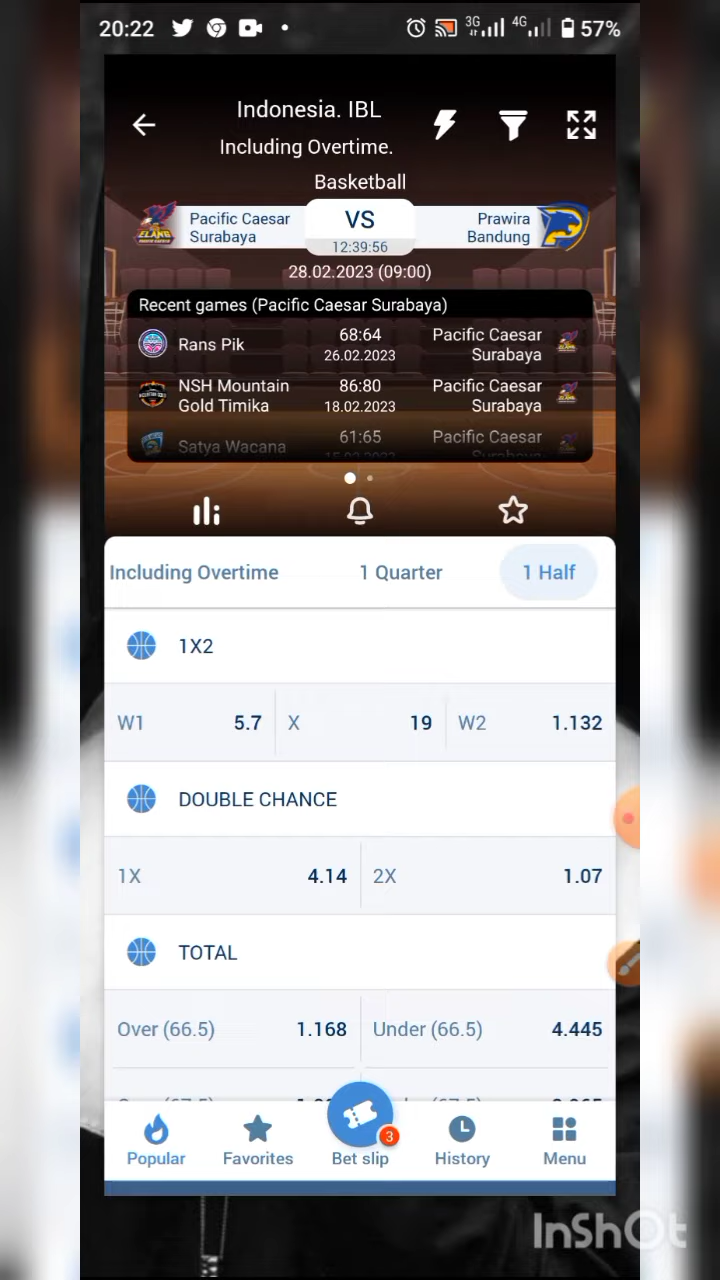 20:22 3G 4G 57%
Indonesia. IBL
Including Overtime.
Basketball
Pacific Caesar Surabaya
VS
Prawira Bandung
12:39:56
28.02.2023 (09:00)
Recent games (Pacific Caesar Surabaya)
Rans Pik 68:64 Pacific Caesar
26.02.2023 Surabaya
NSH Mountain 86:80 Pacific Caesar
Gold Timika 18.02.2023 Surabaya
Satya Wacana 61:65 Pacific Caesar
Including Overtime 1 Quarter 1 Half
1X2
W1 5.7 X 19 W2 1.132
DOUBLE CHANCE
1X 4.14 2X 1.07
TOTAL
Over (66.5) 1.168 Under (66.5) 4.445
3
Popular Favorites Bet slip History Menu
InShOt